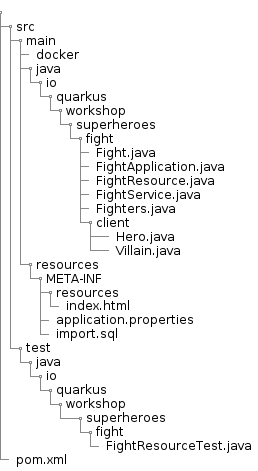 src
main
docker
java
io
quarkus
workshop
superheroes
fight
Fight.java
FightApplication.java
FightResource.java
FightService.java
Fighters.java
client
Hero.java
Villain.java
resources
META-INF
resources
index.html
application.properties
import.sql
test
java
io
quarkus
workshop
superheroes
fight
FightResourceTest.java
pom.xml